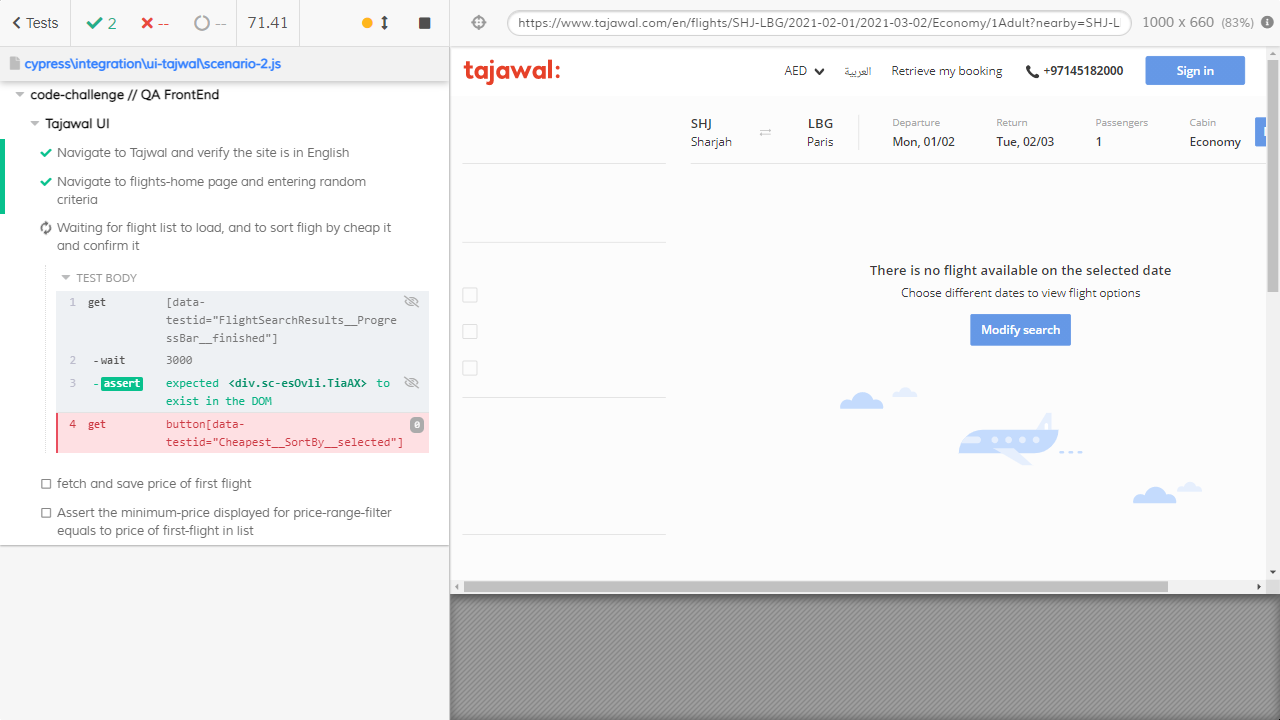 Tests
2
--
--
71.41
https://www.tajawal.com/en/flights/SHJ-LBG/2021-02-01/2021-03-02/Economy/1Adult?nearby=SHJ-L
1000 x 660 (83%)
cypress\integration\ui-tajwal\scenario-2.js
code-challenge // QA FrontEnd
Tajawal UI
Navigate to Tajwal and verify the site is in English
Navigate to flights-home page and entering random
criteria
Waiting for flight list to load, and to sort fligh by cheap it
and confirm it
TEST BODY
1 get [data-
testid="FlightSearchResults__Progre
ssBar__finished"]
2 -wait 3000
3 -assert expected <div.sc-esOvli.TiaAX> to
exist in the DOM
4 get button[data-
testid="Cheapest__SortBy__selected"]
0
fetch and save price of first flight
Assert the minimum-price displayed for price-range-filter
equals to price of first-flight in list
tajawal:
AED
العربية
Retrieve my booking
+97145182000
Sign in
SHJ
Sharjah
LBG
Paris
Departure
Mon, 01/02
Return
Tue, 02/03
Passengers
1
Cabin
Economy
There is no flight available on the selected date
Choose different dates to view flight options
Modify search